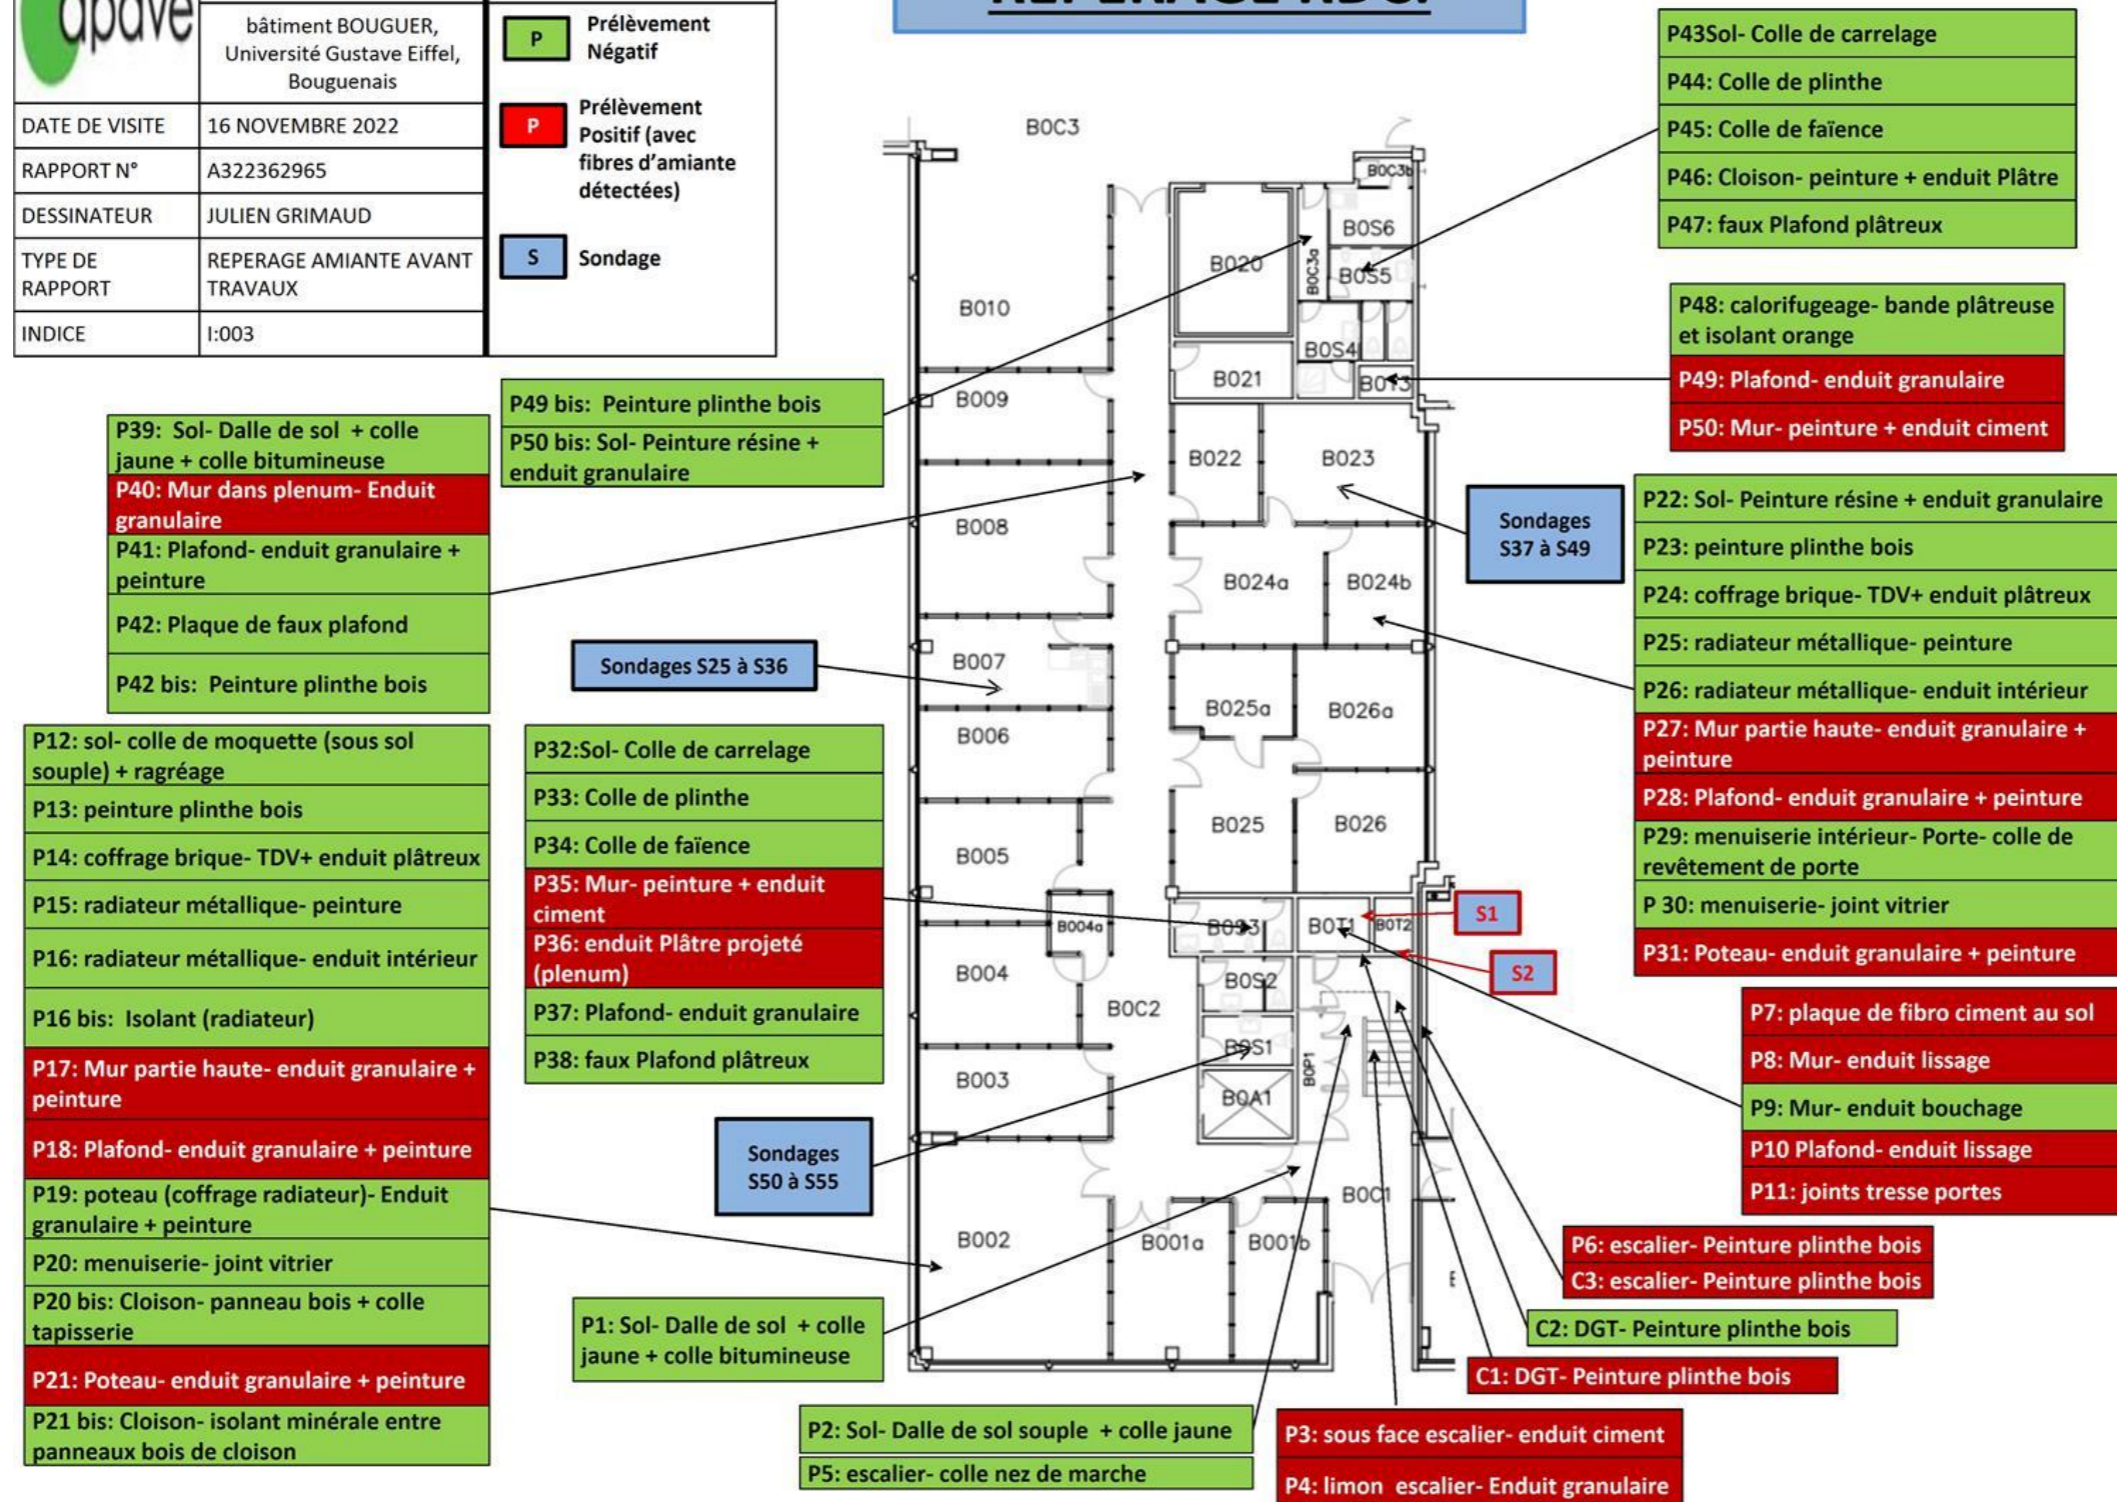 apave
bâtiment BOUGUER,
Université Gustave Eiffel,
Bouguenais
DATE DE VISITE
16 NOVEMBRE 2022
RAPPORT N°
A322362965
DESSINATEUR
JULIEN GRIMAUD
TYPE DE
RAPPORT
REPERAGE AMIANTE AVANT
TRAVAUX
INDICE
I:003
P
Prélèvement
Négatif
P
Prélèvement
Positif (avec
fibres d'amiante
détectées)
S
Sondage
REPERAGE RDC.
P43Sol- Colle de carrelage
P44: Colle de plinthe
P45: Colle de faïence
P46: Cloison- peinture + enduit Plâtre
P47: faux Plafond plâtreux
P48: calorifugeage- bande plâtreuse
et isolant orange
P49: Plafond- enduit granulaire
P50: Mur- peinture + enduit ciment
P49 bis:  Peinture plinthe bois
P50 bis: Sol- Peinture résine +
enduit granulaire
P39:  Sol- Dalle de sol  + colle
jaune + colle bitumineuse
P40: Mur dans plenum- Enduit
granulaire
P41: Plafond- enduit granulaire +
peinture
P42: Plaque de faux plafond
P42 bis:  Peinture plinthe bois
Sondages
S37 à S49
P22: Sol- Peinture résine + enduit granulaire
P23: peinture plinthe bois
P24: coffrage brique- TDV+ enduit plâtreux
P25: radiateur métallique- peinture
P26: radiateur métallique- enduit intérieur
P27: Mur partie haute- enduit granulaire +
peinture
P28: Plafond- enduit granulaire + peinture
P29: menuiserie intérieur- Porte- colle de
revêtement de porte
P 30: menuiserie- joint vitrier
P31: Poteau- enduit granulaire + peinture
Sondages S25 à S36
P12: sol- colle de moquette (sous sol
souple) + ragréage
P13: peinture plinthe bois
P14: coffrage brique- TDV+ enduit plâtreux
P15: radiateur métallique- peinture
P16: radiateur métallique- enduit intérieur
P16 bis:  Isolant (radiateur)
P17: Mur partie haute- enduit granulaire +
peinture
P18: Plafond- enduit granulaire + peinture
P19: poteau (coffrage radiateur)- Enduit
granulaire + peinture
P20: menuiserie- joint vitrier
P20 bis: Cloison- panneau bois + colle
tapisserie
P21: Poteau- enduit granulaire + peinture
P21 bis: Cloison- isolant minérale entre
panneaux bois de cloison
P32:Sol- Colle de carrelage
P33: Colle de plinthe
P34: Colle de faïence
P35: Mur- peinture + enduit
ciment
P36: enduit Plâtre projeté
(plenum)
P37: Plafond- enduit granulaire
P38: faux Plafond plâtreux
Sondages
S50 à S55
S1
S2
P7: plaque de fibro ciment au sol
P8: Mur- enduit lissage
P9: Mur- enduit bouchage
P10 Plafond- enduit lissage
P11: joints tresse portes
P6: escalier- Peinture plinthe bois
C3: escalier- Peinture plinthe bois
C2: DGT- Peinture plinthe bois
C1: DGT- Peinture plinthe bois
P1: Sol- Dalle de sol  + colle
jaune + colle bitumineuse
P2: Sol- Dalle de sol souple  + colle jaune
P5: escalier- colle nez de marche
P3: sous face escalier- enduit ciment
P4: limon  escalier- Enduit granulaire
B0C3
B0C3b
B0S6
B020
B0C3a
B0S5
B010
B0S4
B021
B0T3
B009
B022
B023
B008
B024a
B024b
B007
B025a
B026a
B006
B025
B026
B005
B004a
B0S3
B0T1
B0T2
B004
B0S2
B0C2
B0S1
B0P1
B003
B0A1
B0C1
B002
B001a
B001b